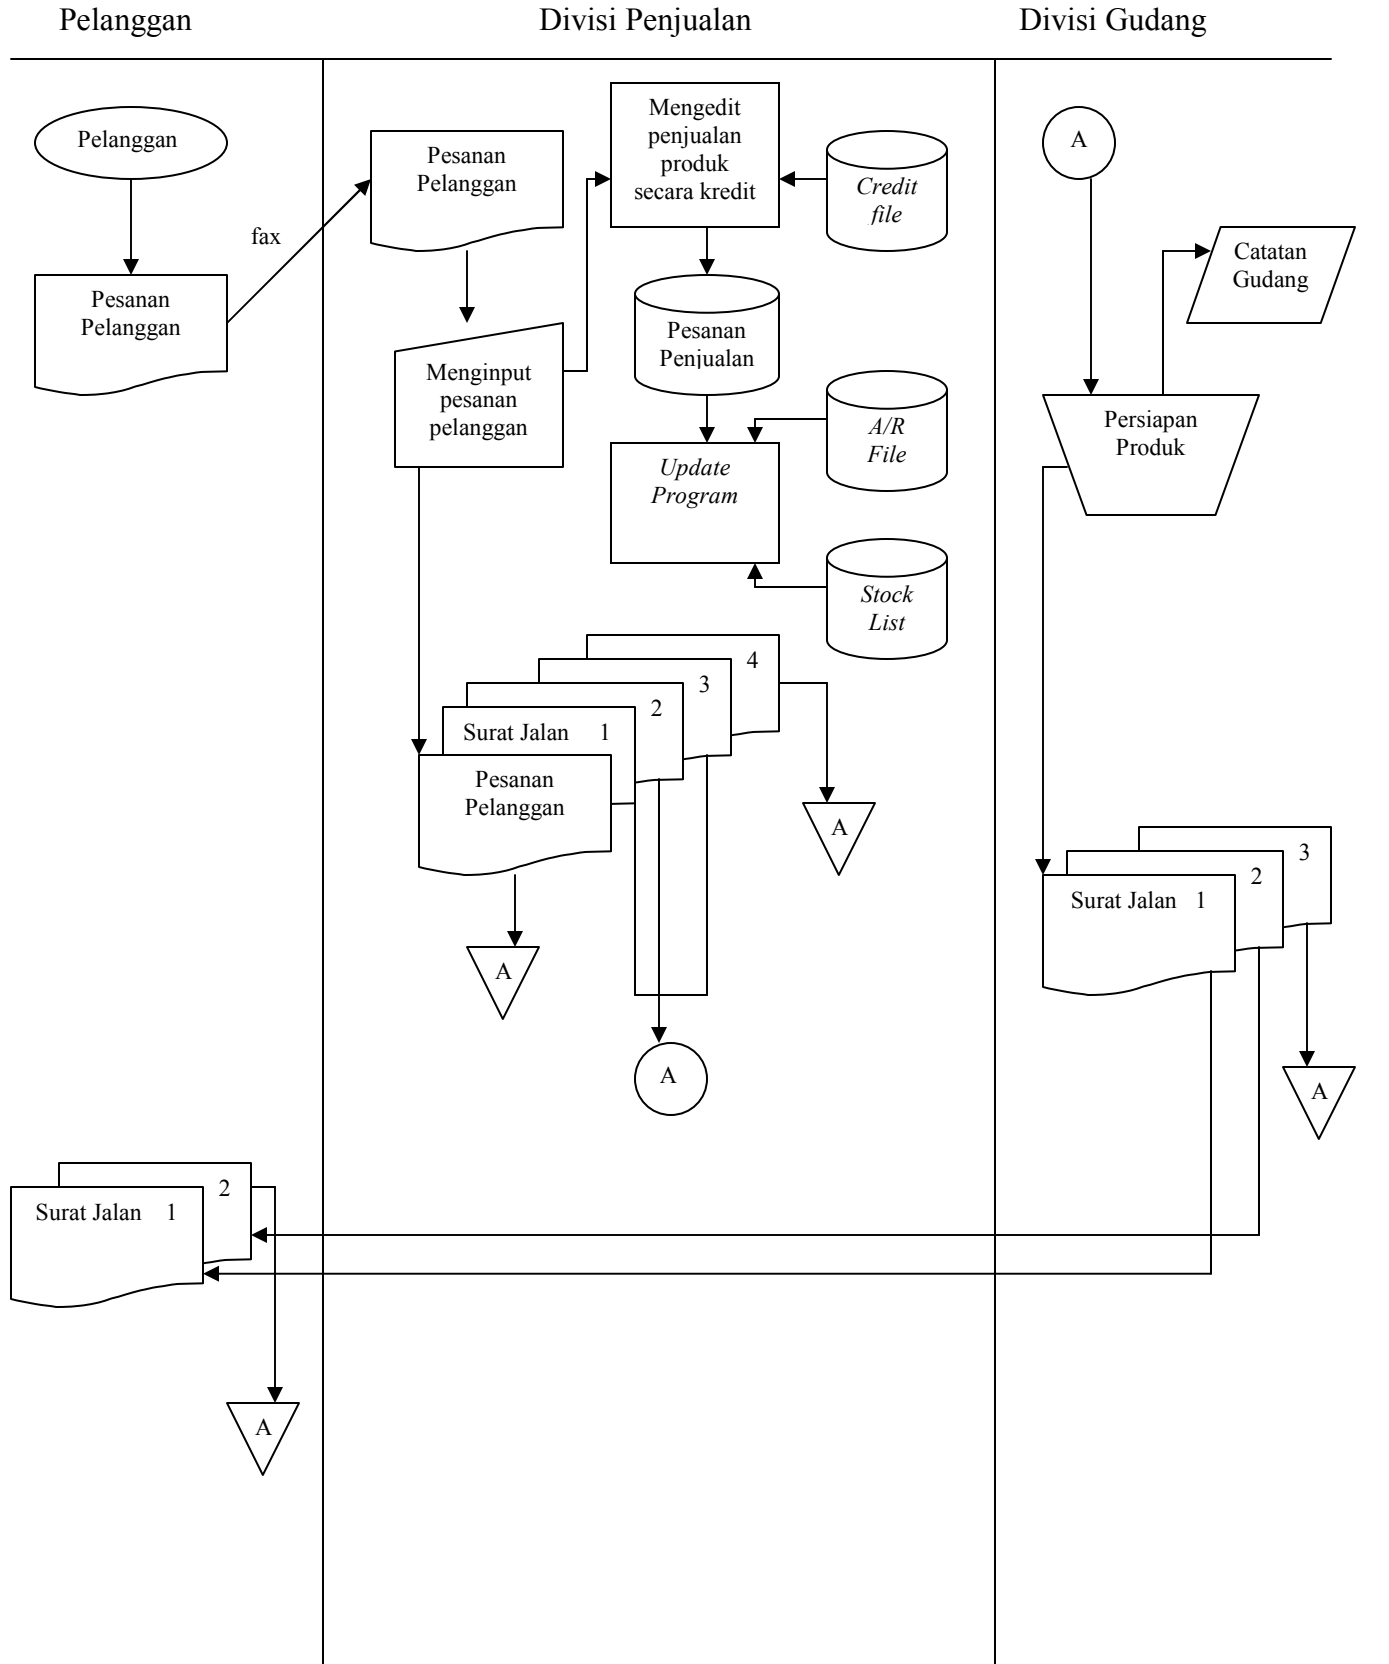 Pelanggan
Divisi Penjualan
Divisi Gudang
Pelanggan
fax
Pesanan
Pelanggan
Pesanan
Pelanggan
Menginput
pesanan
pelanggan
Mengedit
penjualan
produk
secara kredit
Credit
file
Pesanan
Penjualan
A/R
File
Update
Program
Stock
List
4
3
2
Surat Jalan 1
Pesanan
Pelanggan
A
A
A
A
Catatan
Gudang
Persiapan
Produk
3
2
Surat Jalan 1
A
2
Surat Jalan 1
A